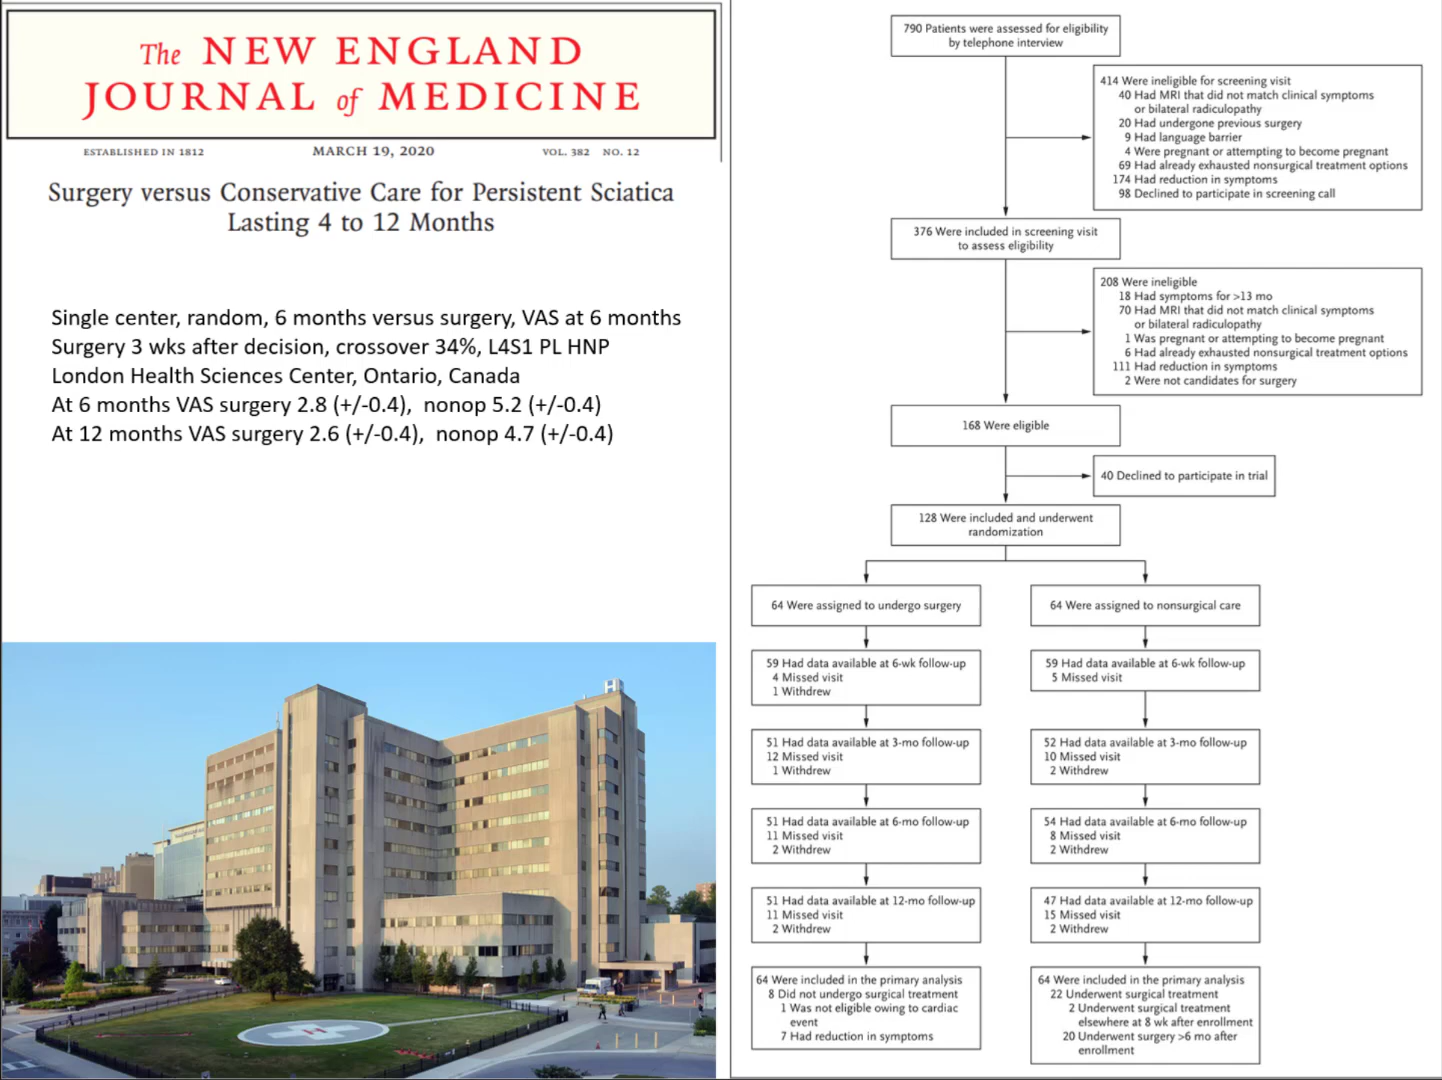 The NEW ENGLAND
JOURNAL of MEDICINE
ESTABLISHED IN 1812 MARCH 19, 2020 VOL. 382 NO. 12
Surgery versus Conservative Care for Persistent Sciatica
Lasting 4 to 12 Months
Single center, random, 6 months versus surgery, VAS at 6 months
Surgery 3 wks after decision, crossover 34%, L4S1 PL HNP
London Health Sciences Center, Ontario, Canada
At 6 months VAS surgery 2.8 (+/-0.4), nonop 5.2 (+/-0.4)
At 12 months VAS surgery 2.6 (+/-0.4), nonop 4.7 (+/-0.4)
H
H
790 Patients were assessed for eligibility
by telephone interview
414 Were ineligible for screening visit
40 Had MRI that did not match clinical symptoms
or bilateral radiculopathy
20 Had undergone previous surgery
9 Had language barrier
4 Were pregnant or attempting to become pregnant
69 Had already exhausted nonsurgical treatment options
174 Had reduction in symptoms
98 Declined to participate in screening call
376 Were included in screening visit
to assess eligibility
208 Were ineligible
18 Had symptoms for >13 mo
70 Had MRI that did not match clinical symptoms
or bilateral radiculopathy
1 Was pregnant or attempting to become pregnant
6 Had already exhausted nonsurgical treatment options
111 Had reduction in symptoms
2 Were not candidates for surgery
168 Were eligible
40 Declined to participate in trial
128 Were included and underwent
randomization
64 Were assigned to undergo surgery
59 Had data available at 6-wk follow-up
4 Missed visit
1 Withdrew
51 Had data available at 3-mo follow-up
12 Missed visit
1 Withdrew
51 Had data available at 6-mo follow-up
11 Missed visit
2 Withdrew
51 Had data available at 12-mo follow-up
11 Missed visit
2 Withdrew
64 Were included in the primary analysis
8 Did not undergo surgical treatment
1 Was not eligible owing to cardiac
event
7 Had reduction in symptoms
64 Were assigned to nonsurgical care
59 Had data available at 6-wk follow-up
5 Missed visit
52 Had data available at 3-mo follow-up
10 Missed visit
2 Withdrew
54 Had data available at 6-mo follow-up
8 Missed visit
2 Withdrew
47 Had data available at 12-mo follow-up
15 Missed visit
2 Withdrew
64 Were included in the primary analysis
22 Underwent surgical treatment
2 Underwent surgical treatment
elsewhere at 8 wk after enrollment
20 Underwent surgery >6 mo after
enrollment